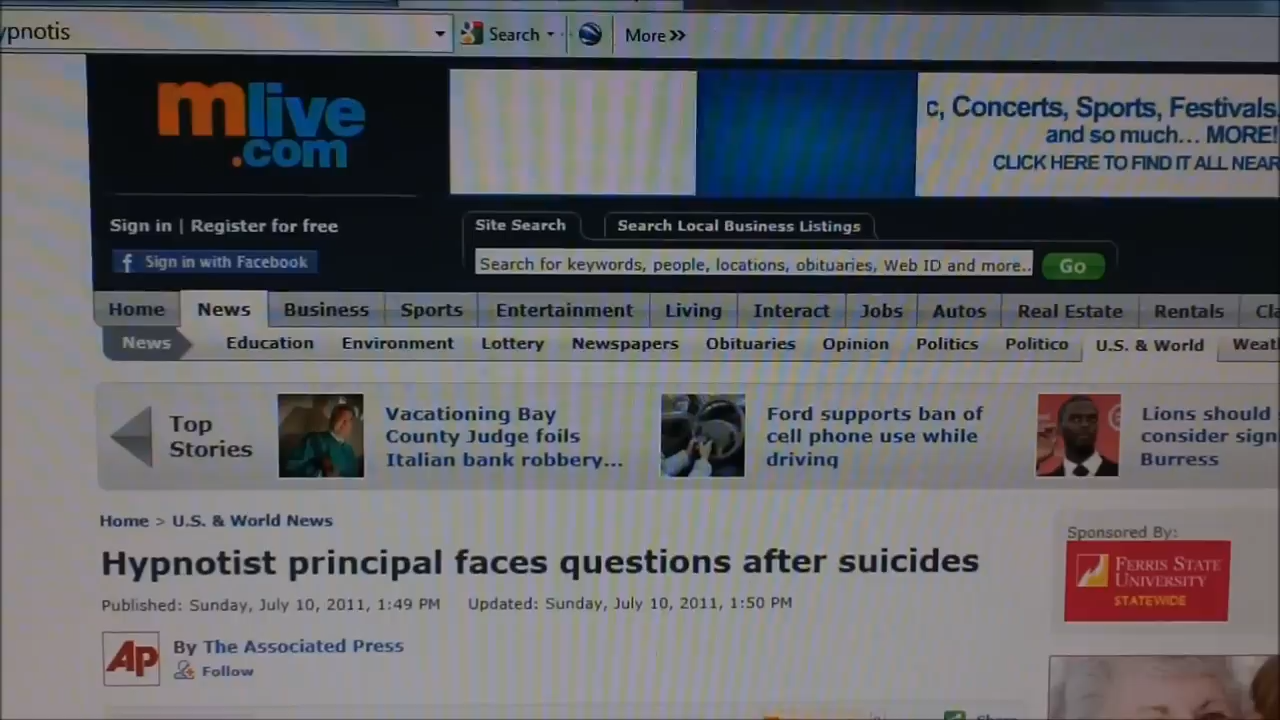 ypnotis
Search
More
mlive
.com
c, Concerts, Sports, Festivals,
and so much... MORE!
CLICK HERE TO FIND IT ALL NEAR
Sign in | Register for free
Site Search
Search Local Business Listings
f Sign in with Facebook
Search for keywords, people, locations, obituaries, Web ID and more..
Go
Home News Business Sports Entertainment Living Interact Jobs Autos Real Estate Rentals Cla
News Education Environment Lottery Newspapers Obituaries Opinion Politics Politico U.S. & World Weat
Top
Stories
Vacationing Bay
County Judge foils
Italian bank robbery...
Ford supports ban of
cell phone use while
driving
Lions should
consider sign
Burress
Home > U.S. & World News
Hypnotist principal faces questions after suicides
Published: Sunday, July 10, 2011, 1:49 PM Updated: Sunday, July 10, 2011, 1:50 PM
AP
By The Associated Press
Follow
Sponsored By:
FERRIS STATE
UNIVERSITY
STATEWIDE